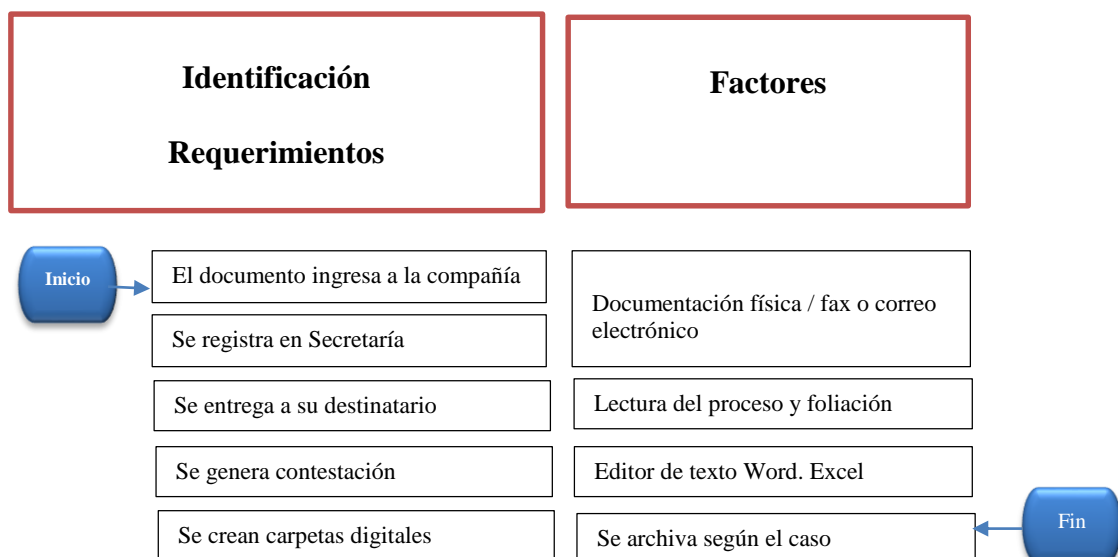 Identificación
Requerimientos
Factores
Inicio
El documento ingresa a la compañía
Documentación física / fax o correo
electrónico
Se registra en Secretaría
Se entrega a su destinatario
Lectura del proceso y foliación
Se genera contestación
Editor de texto Word. Excel
Se crean carpetas digitales
Se archiva según el caso
Fin